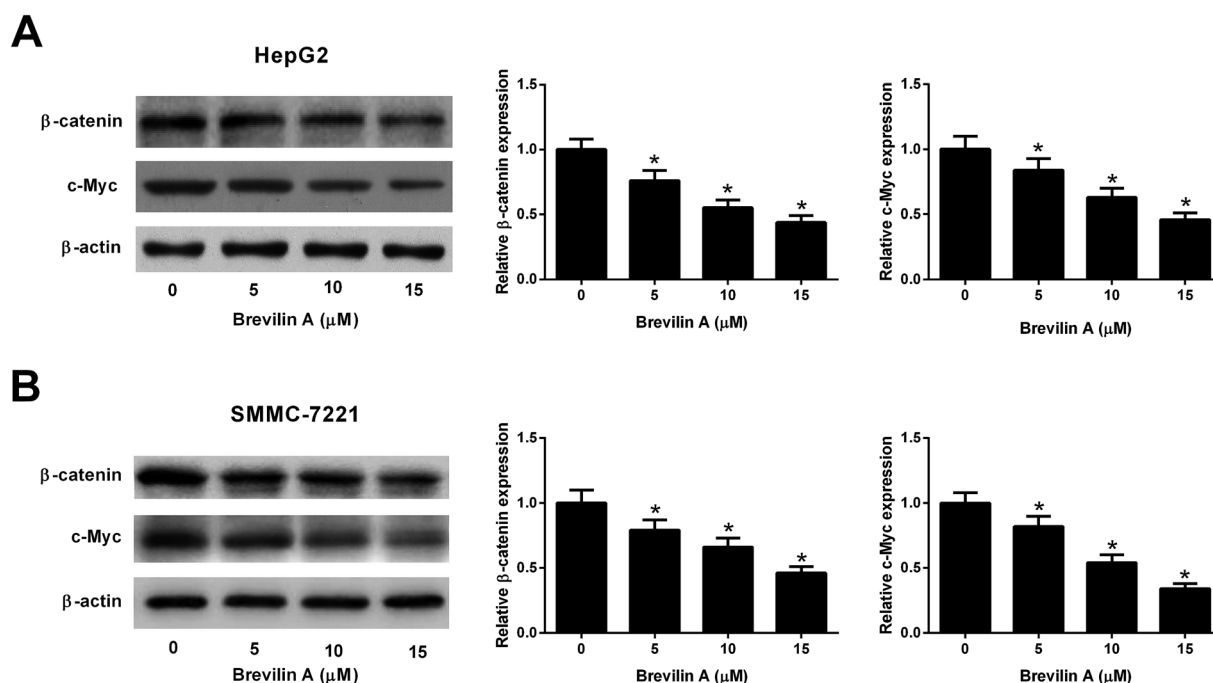 A
HepG2
β-catenin
c-Myc
β-actin
0 5 10 15
Brevilin A (μM)
Relative β-catenin expression
1.5
1.0
0.5
0.0
* * *
0 5 10 15
Brevilin A (μM)
Relative c-Myc expression
1.5
1.0
0.5
0.0
* * *
0 5 10 15
Brevilin A (μM)
B
SMMC-7221
β-catenin
c-Myc
β-actin
0 5 10 15
Brevilin A (μM)
Relative β-catenin expression
1.5
1.0
0.5
0.0
* * *
0 5 10 15
Brevilin A (μM)
Relative c-Myc expression
1.5
1.0
0.5
0.0
* * *
0 5 10 15
Brevilin A (μM)